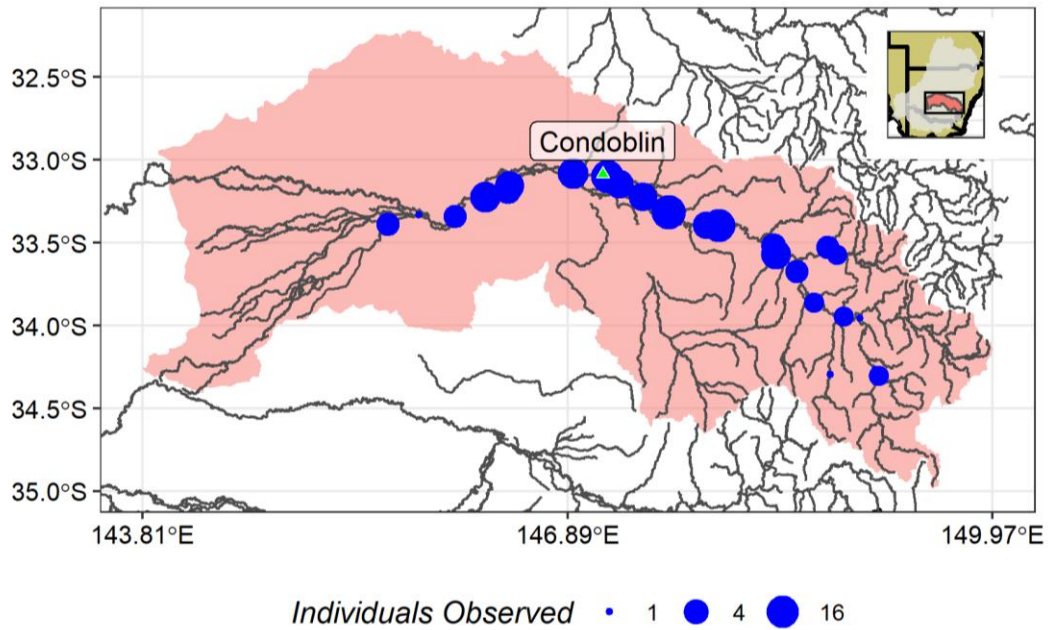 32.5°S
33.0°S
Condoblin
33.5°S
34.0°S
34.5°S
35.0°S
143.81°E 146.89°E 149.97°E
Individuals Observed 1 4 16